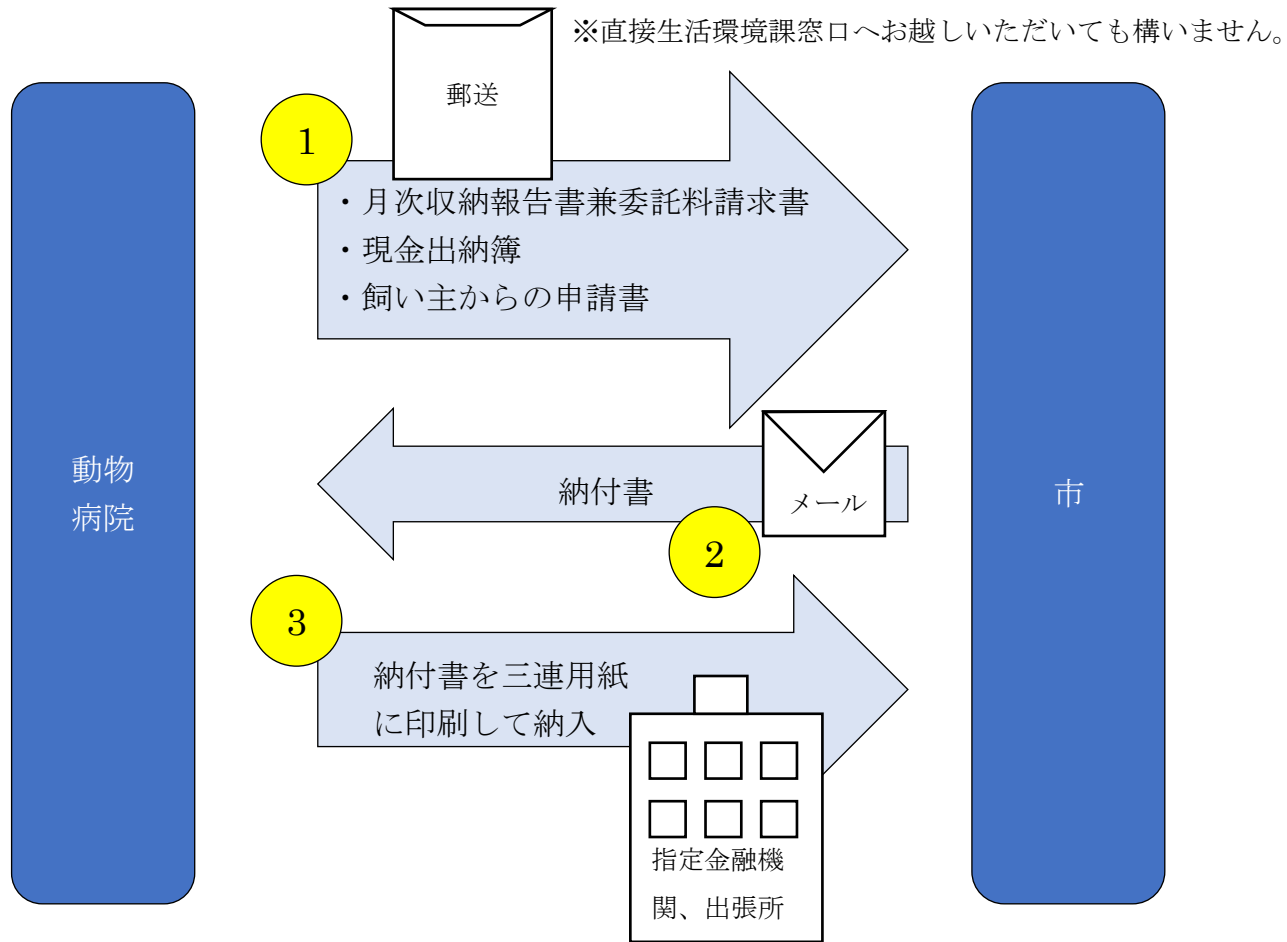 ※直接生活環境課窓口へお越しいただいても構いません。
郵送
1
・月次収納報告書兼委託料請求書
・現金出納簿
・飼い主からの申請書
動物
病院
市
納付書
メール
2
3
納付書を三連用紙
に印刷して納入
指定金融機
関、出張所